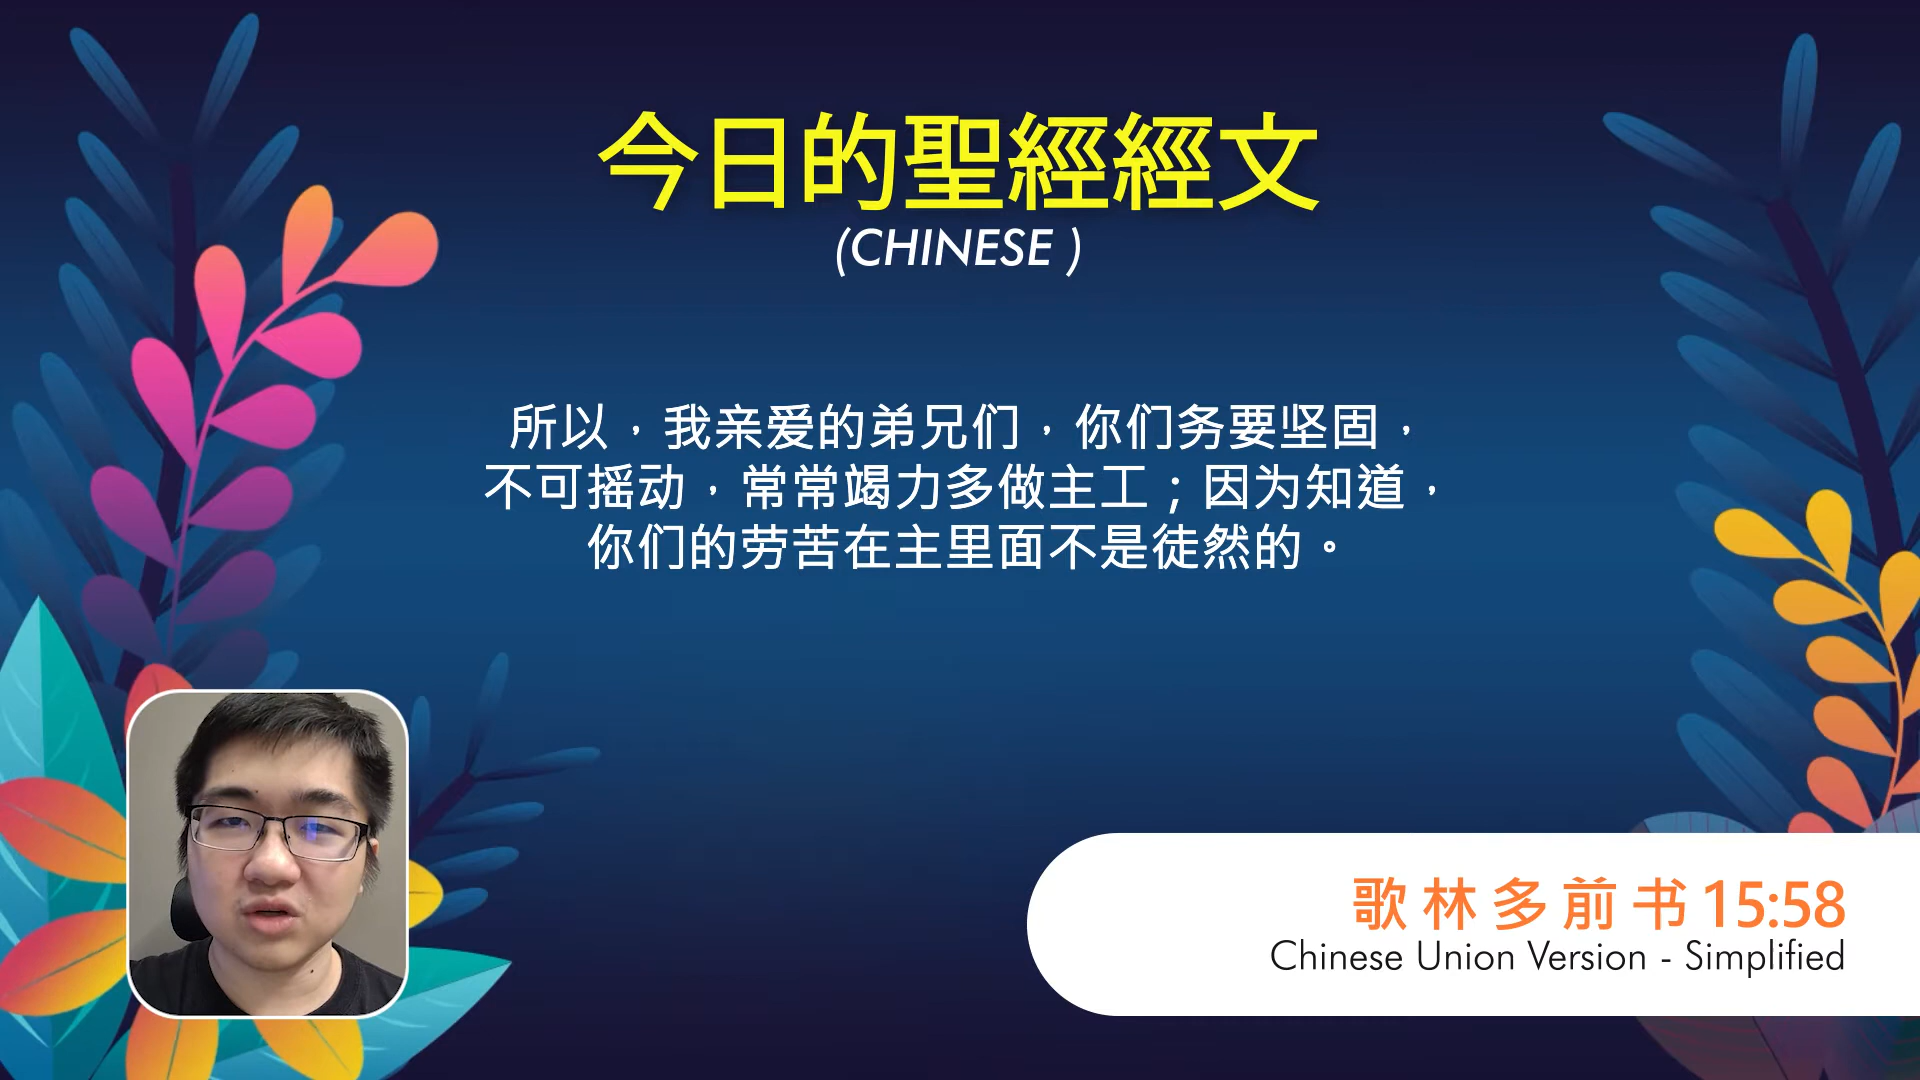 今日的聖經經文
(CHINESE )
所以，我亲爱的弟兄们，你们务要坚固，
不可摇动，常常竭力多做主工；因为知道，
你们的劳苦在主里面不是徒然的。
歌林多前书 15:58
Chinese Union Version - Simplified